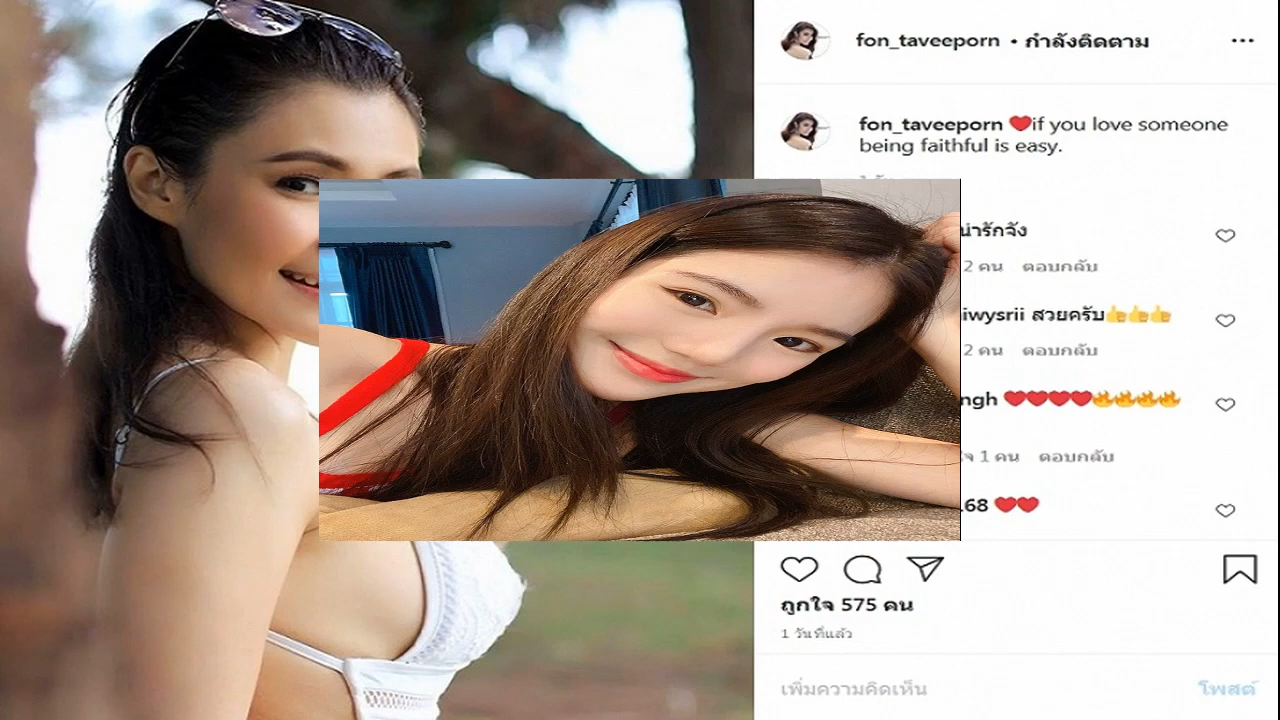 fon_taveeporn • กำลังติดตาม
fon_taveeporn ❤️if you love someone
being faithful is easy.
น่ารักจัง
2 คน ตอบกลับ
iwysrii สวยครับ👍👍👍
2 คน ตอบกลับ
ngh ❤️❤️❤️❤️🔥🔥🔥🔥
1 คน ตอบกลับ
.68 ❤️❤️
ถูกใจ 575 คน
1 วันที่แล้ว
เพิ่มความคิดเห็น
โพสต์